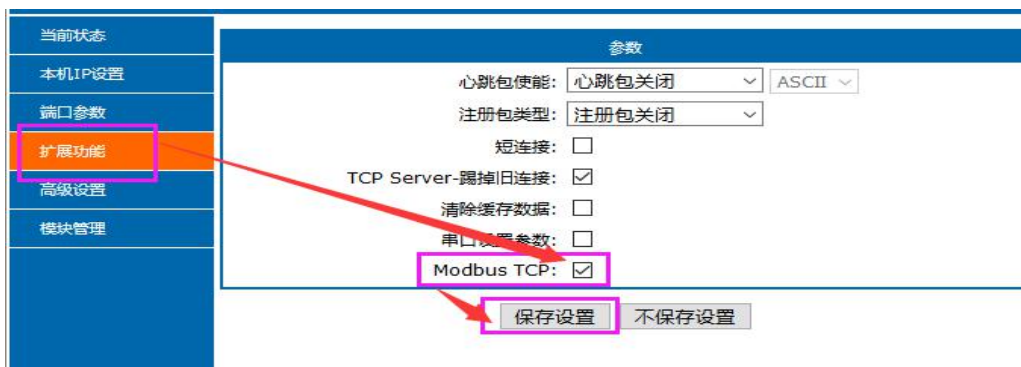 当前状态
本机IP设置
端口参数
扩展功能
高级设置
模块管理
参数
心跳包使能: 心跳包关闭 ASCII
注册包类型: 注册包关闭
短连接:
TCP Server-踢掉旧连接:
清除缓存数据:
串口设置参数:
Modbus TCP:
保存设置 不保存设置